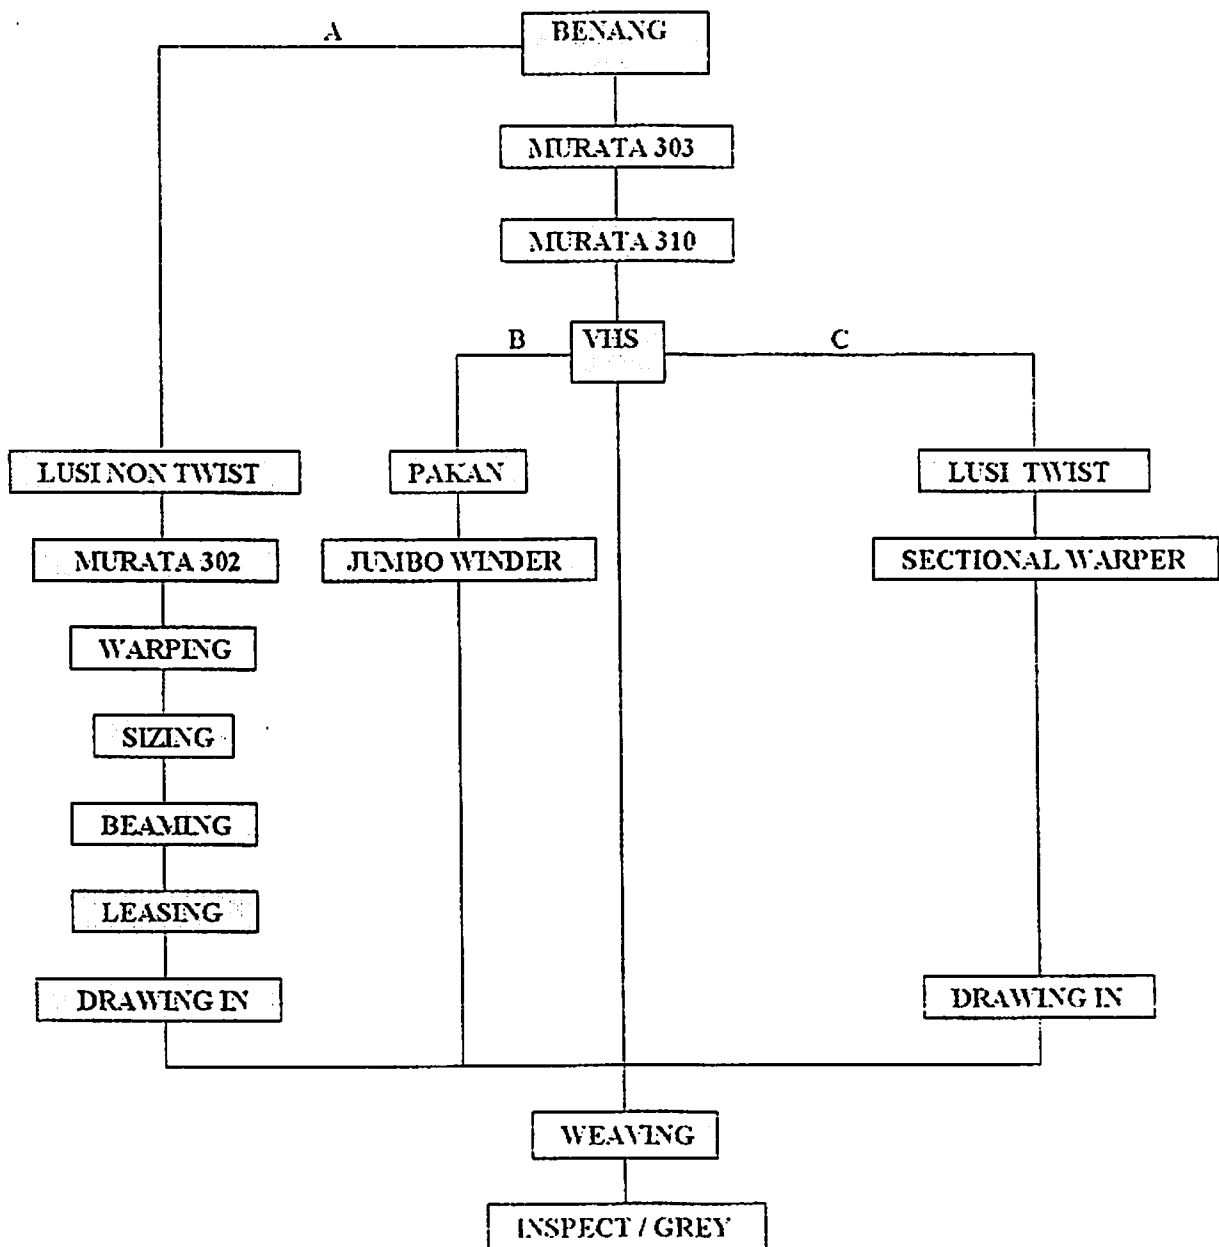 A
BENANG
MURATA 303
MURATA 310
B
VHS
C
LUSI NON TWIST
PAKAN
LUSI TWIST
MURATA 302
JUMBO WINDER
SECTIONAL WARPER
WARPING
SIZING
BEAMING
LEASING
DRAWING IN
DRAWING IN
WEAVING
INSPECT / GREY